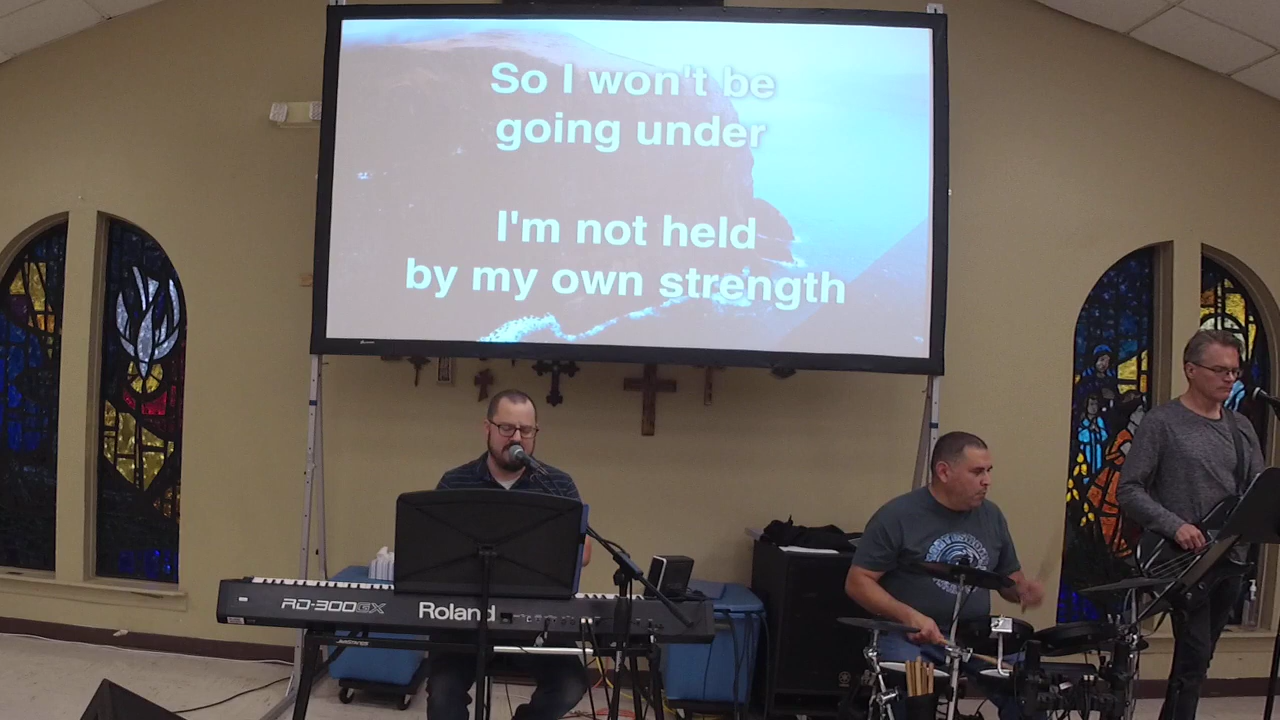 So I won't be
going under
I'm not held
by my own strength
RD-300GX
Roland